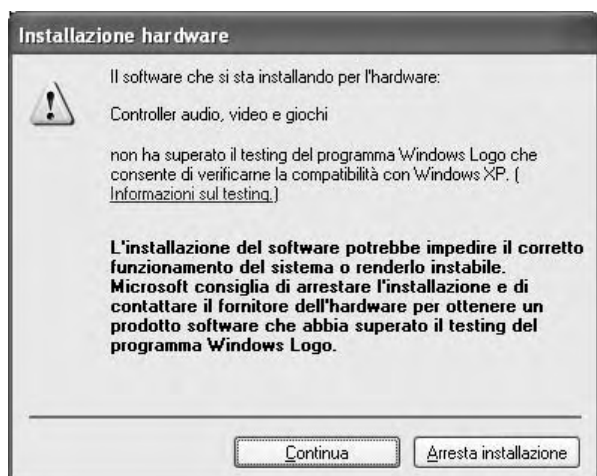 Installazione hardware
Il software che si sta installando per l'hardware:
Controller audio, video e giochi
non ha superato il testing del programma Windows Logo che
consente di verificarne la compatibilità con Windows XP. (
Informazioni sul testing.)
L'installazione del software potrebbe impedire il corretto
funzionamento del sistema o renderlo instabile.
Microsoft consiglia di arrestare l'installazione e di
contattare il fornitore dell'hardware per ottenere un
prodotto software che abbia superato il testing del
programma Windows Logo.
Continua
Arresta installazione